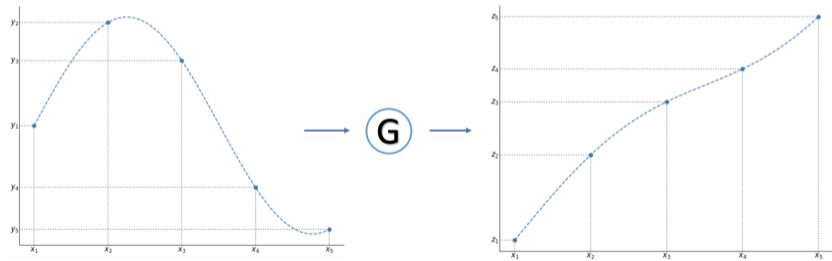 y₂
y₃
y₁
y₄
y₅
x₁ x₂ x₃ x₄ x₅
G
z₅
z₄
z₃
z₂
z₁
x₁ x₂ x₃ x₄ x₅